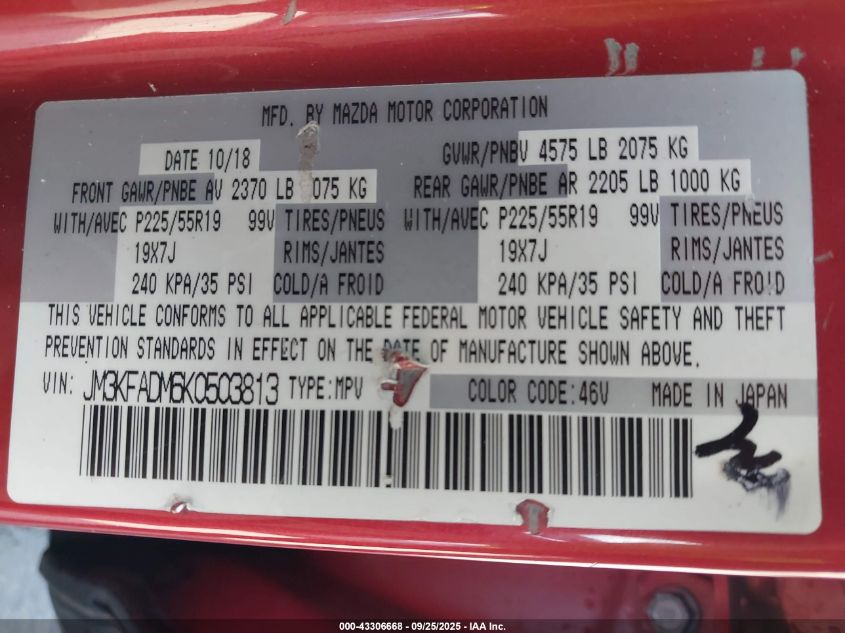 MFD. BY MAZDA MOTOR CORPORATION
DATE 10/18 GVWR/PNBV 4575 LB 2075 KG
FRONT GAWR/PNBE AV 2370 LB 1075 KG REAR GAWR/PNBE AR 2205 LB 1000 KG
WITH/AVEC P225/55R19 99V TIRES/PNEUS WITH/AVEC P225/55R19 99V TIRES/PNEUS
19X7J RIMS/JANTES 19X7J RIMS/JANTES
240 KPA/35 PSI COLD/A FROID 240 KPA/35 PSI COLD/A FROID
THIS VEHICLE CONFORMS TO ALL APPLICABLE FEDERAL MOTOR VEHICLE SAFETY AND THEFT
PREVENTION STANDARDS IN EFFECT ON THE DATE OF MANUFACTURE SHOWN ABOVE.
VIN: JM3KFADM6K0503813 TYPE:MPV COLOR CODE:46V MADE IN JAPAN
000-43306668 - 09/25/2025 - IAA Inc.